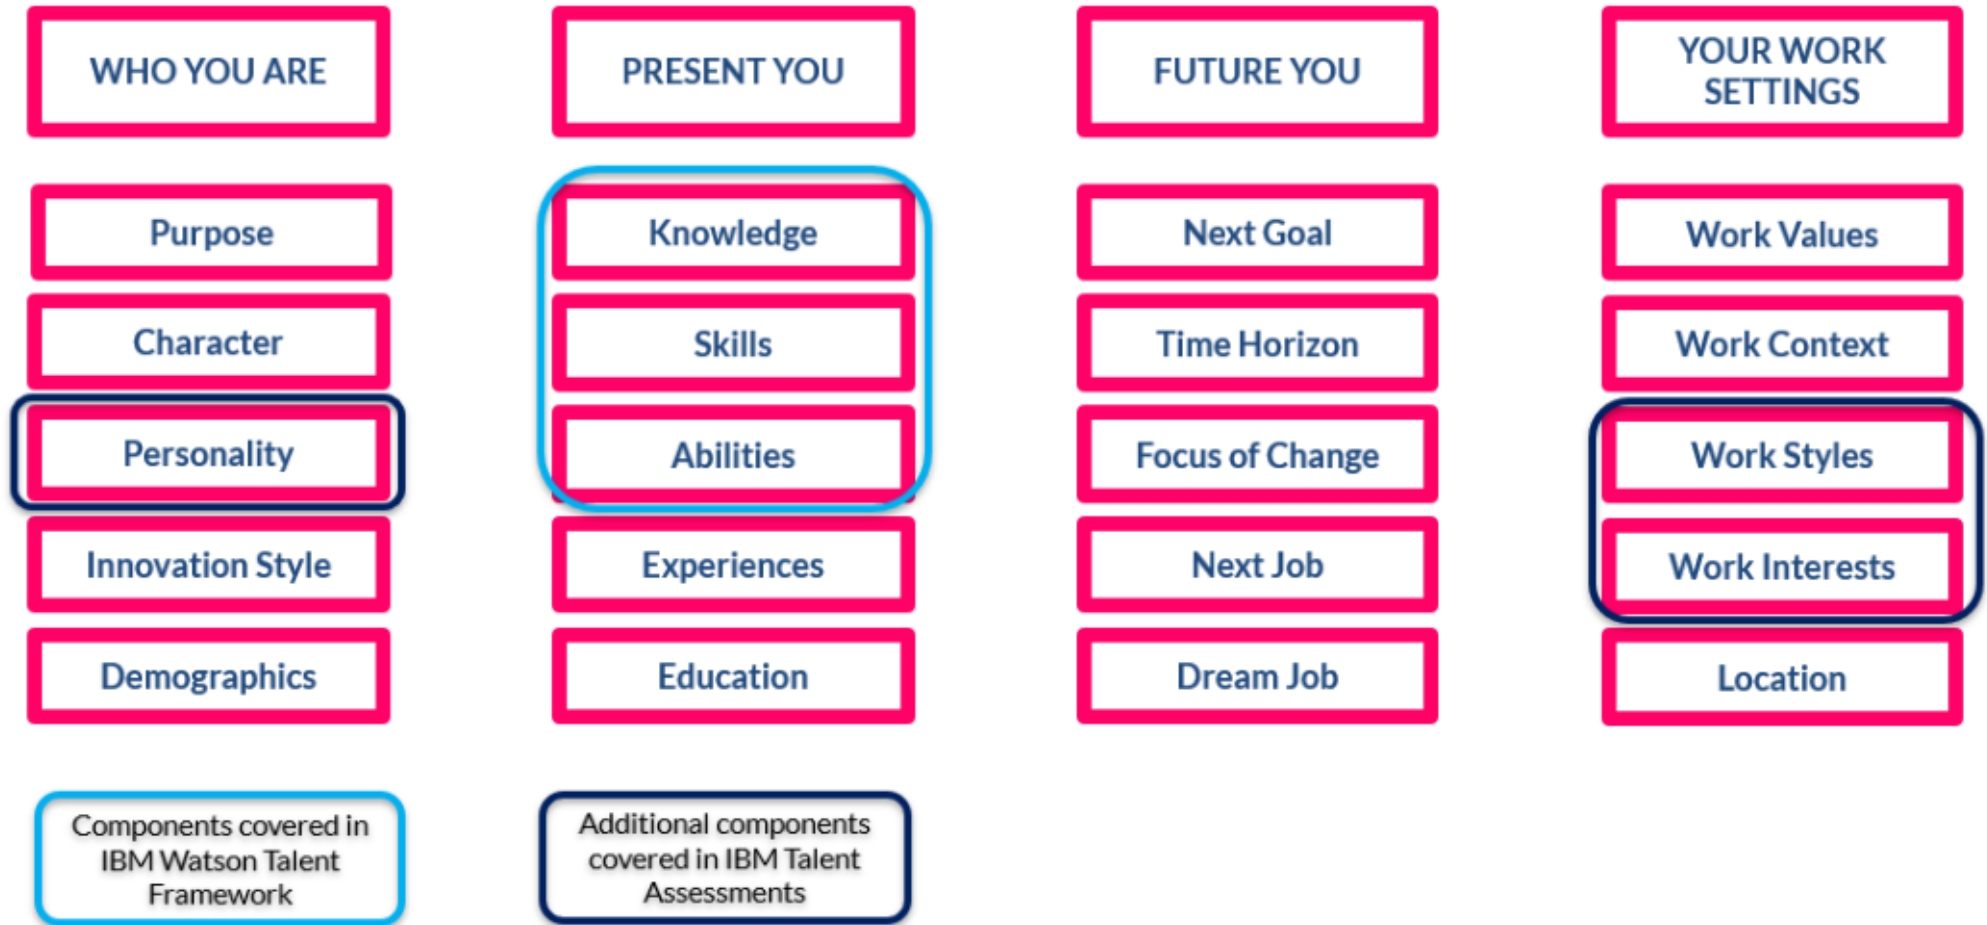 WHO YOU ARE
PRESENT YOU
FUTURE YOU
YOUR WORK
SETTINGS
Purpose
Knowledge
Next Goal
Work Values
Character
Skills
Time Horizon
Work Context
Personality
Abilities
Focus of Change
Work Styles
Innovation Style
Experiences
Next Job
Work Interests
Demographics
Education
Dream Job
Location
Components covered in
IBM Watson Talent
Framework
Additional components
covered in IBM Talent
Assessments